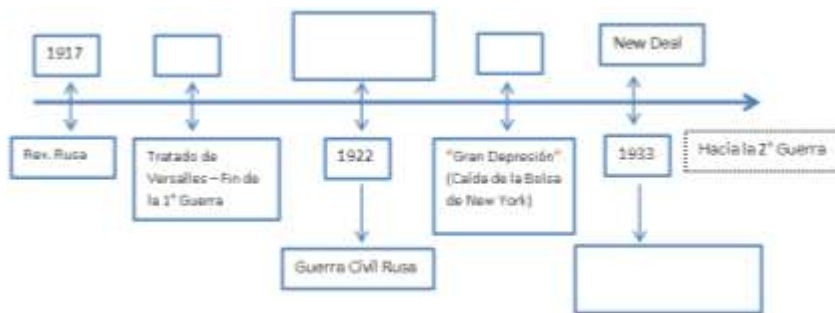 1917
New Deal
Rev. Rusa
Tratado de
Versalles – Fin de
la 1° Guerra
1922
"Gran Depresión"
(Caída de la Bolsa
de New York)
1933
Hacia la 2° Guerra
Guerra Civil Rusa